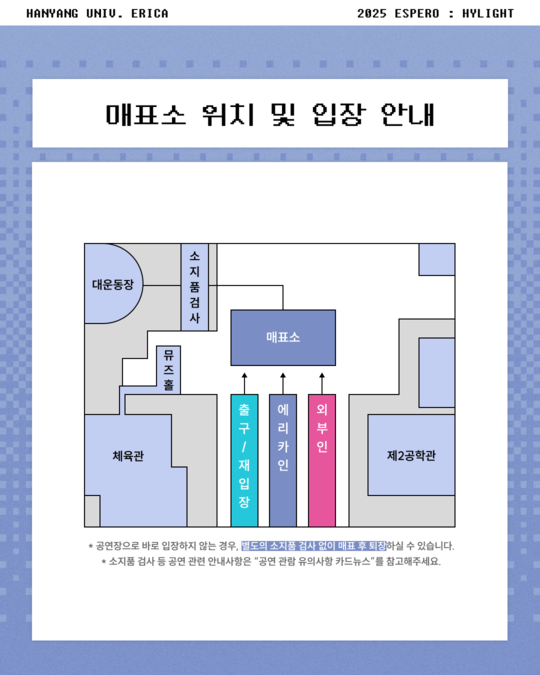 HANYANG UNIV. ERICA
2025 ESPERO : HYLIGHT
매표소 위치 및 입장 안내
대운동장
소지품검사
매표소
뮤즈홀
출구/재입장
에리카인
외부인
체육관
제2공학관
* 공연장으로 바로 입장하지 않는 경우, 별도의 소지품 검사 없이 매표 후 퇴장하실 수 있습니다.
* 소지품 검사 등 공연 관련 안내사항은 "공연 관람 유의사항 카드뉴스"를 참고해주세요.